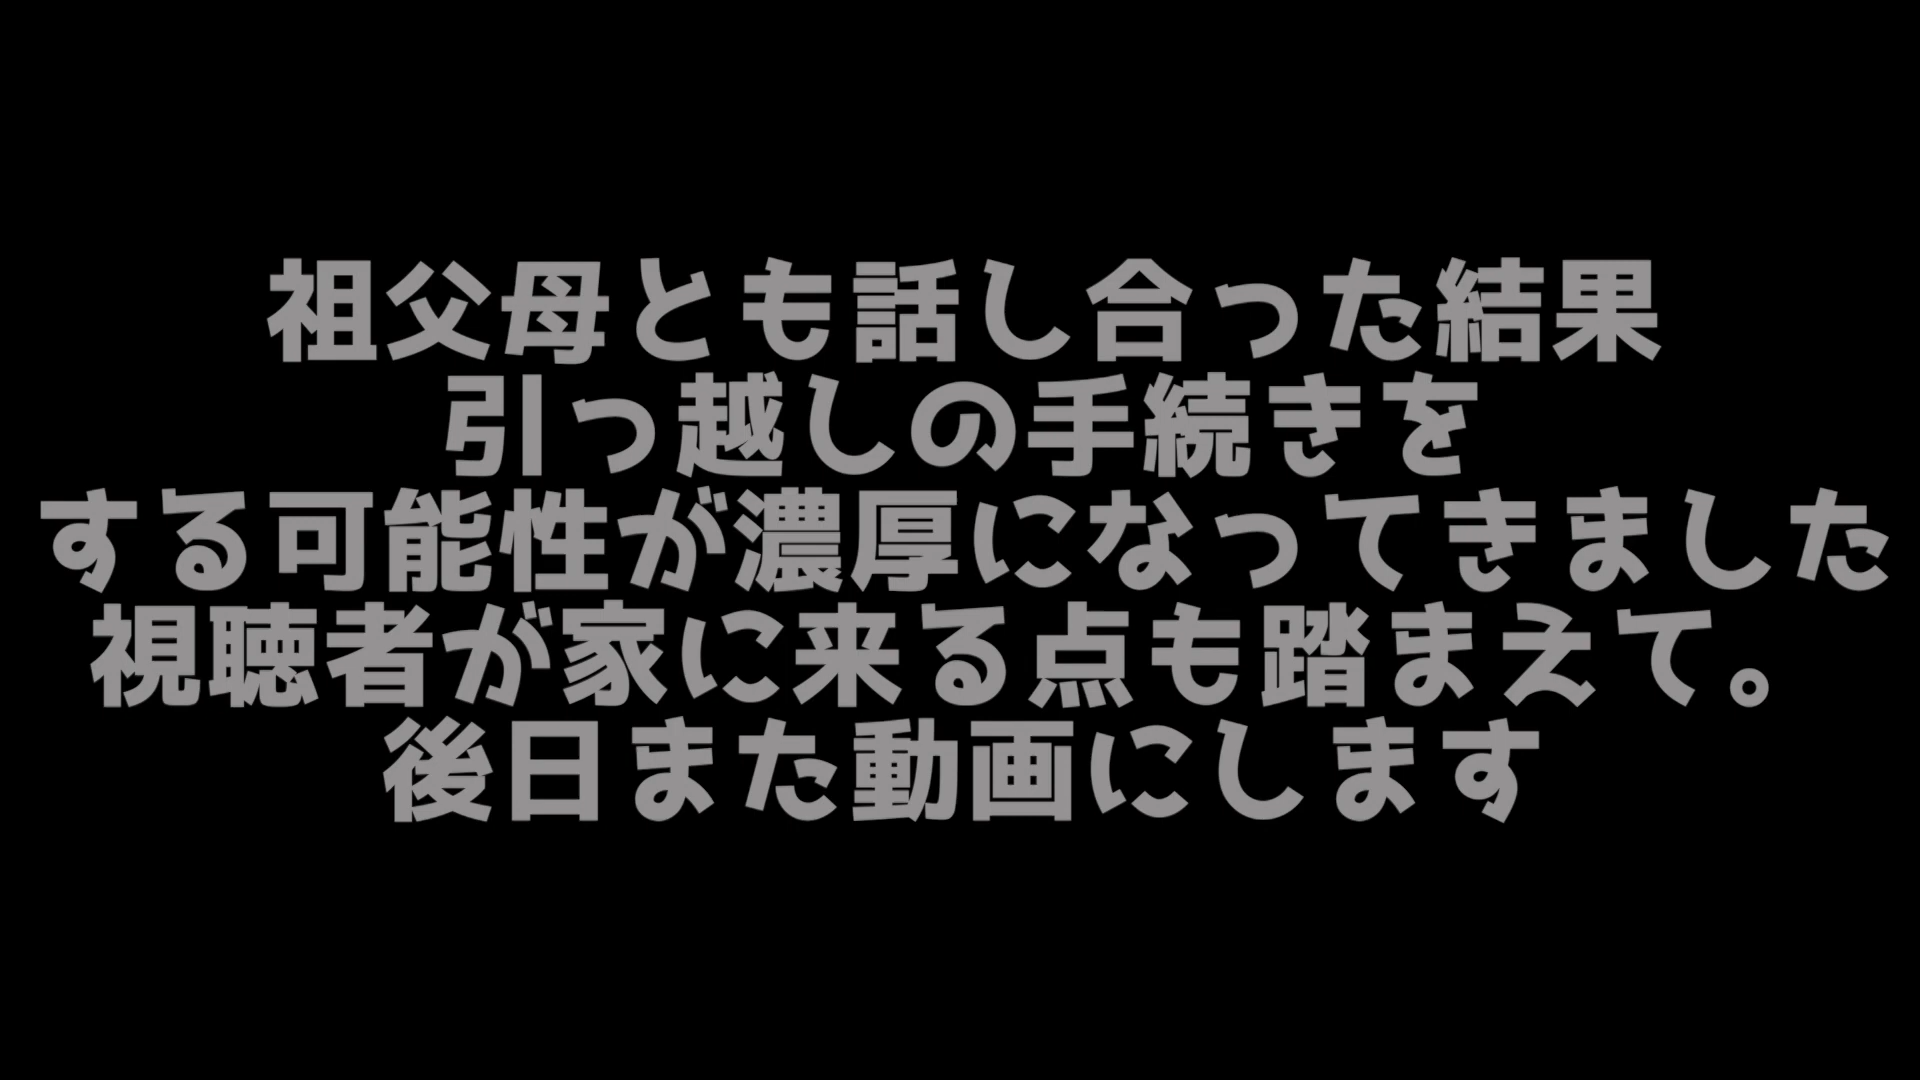 祖父母とも話し合った結果
引っ越しの手続きを
する可能性が濃厚になってきました
視聴者が家に来る点も踏まえて。
後日また動画にします